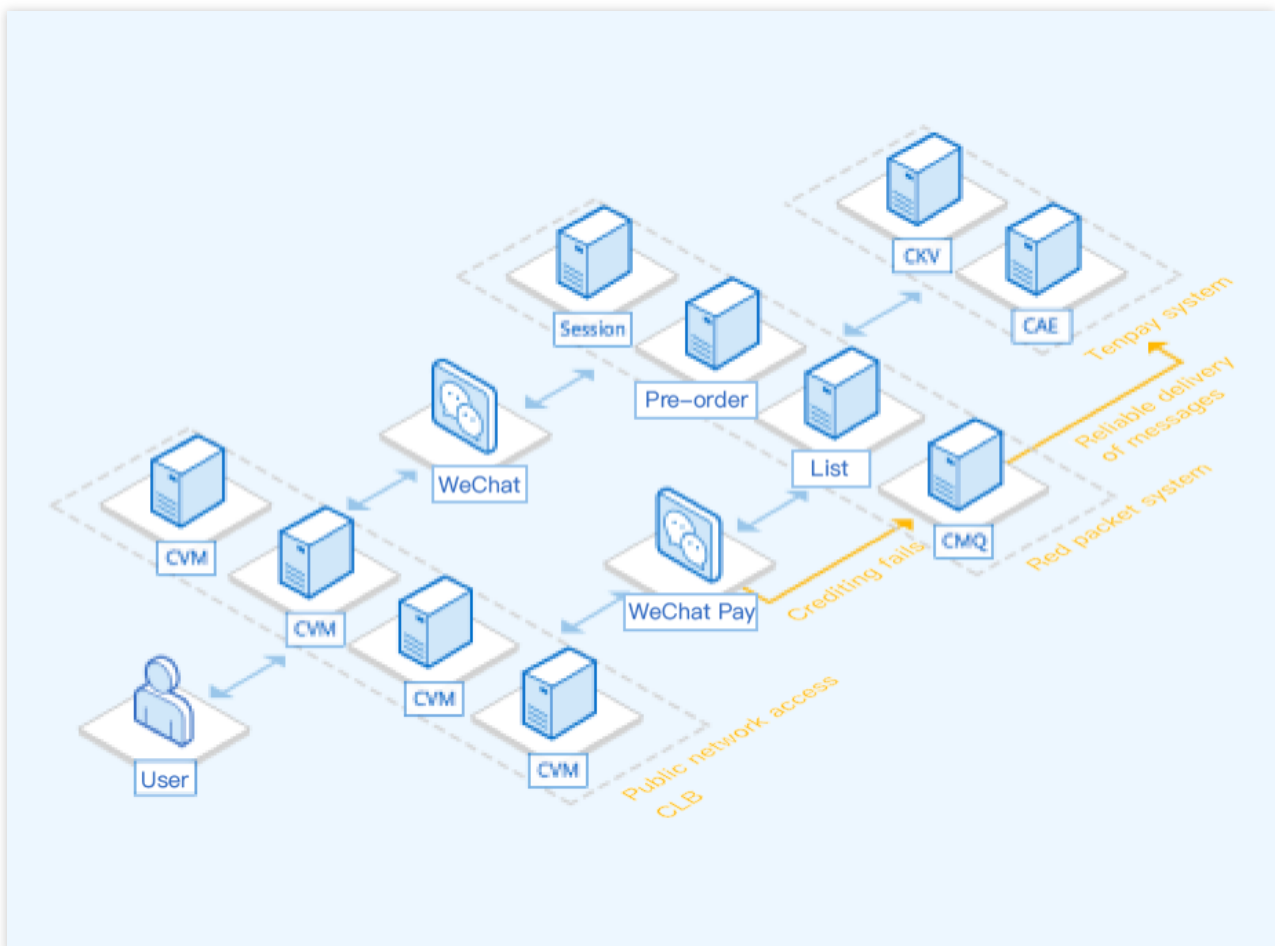 CKV
CAE
Tenpay system
Session
Pre-order
List
Reliable delivery
of messages
CMQ
Red packet system
WeChat
WeChat Pay
Crediting fails
CVM
CVM
CVM
CVM
Public network access
CLB
User